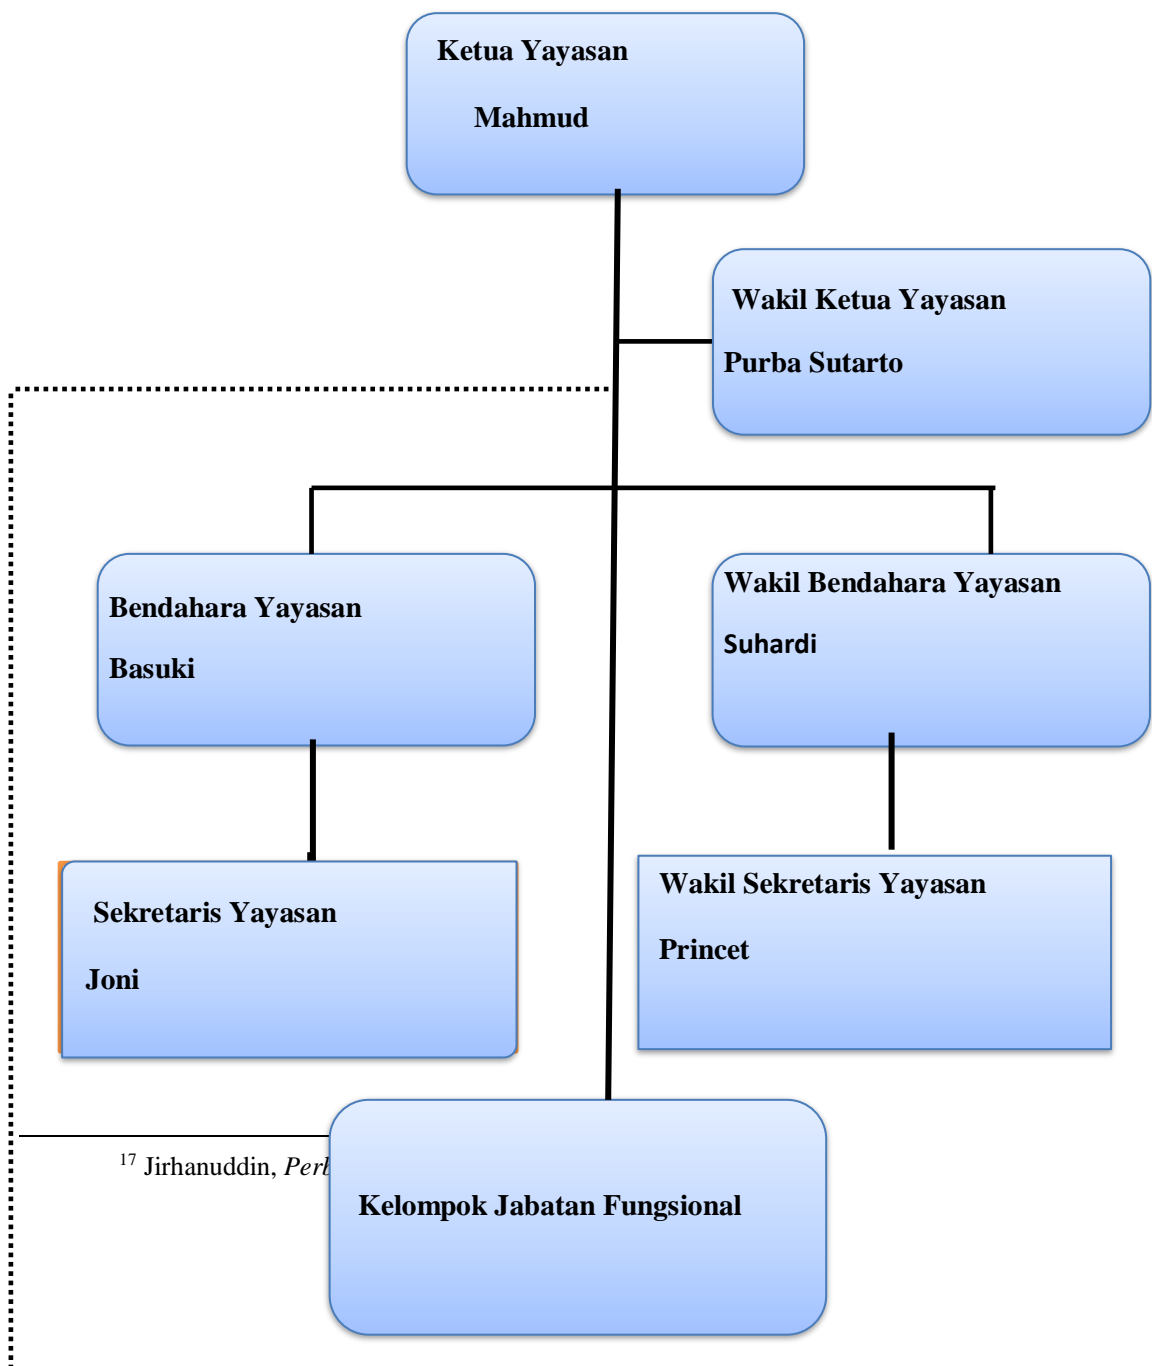 Ketua Yayasan
Mahmud
Wakil Ketua Yayasan
Purba Sutarto
Bendahara Yayasan
Basuki
Wakil Bendahara Yayasan
Suhardi
Sekretaris Yayasan
Joni
Wakil Sekretaris Yayasan
Princet
17 Jirhanuddin,
Kelompok Jabatan Fungsional